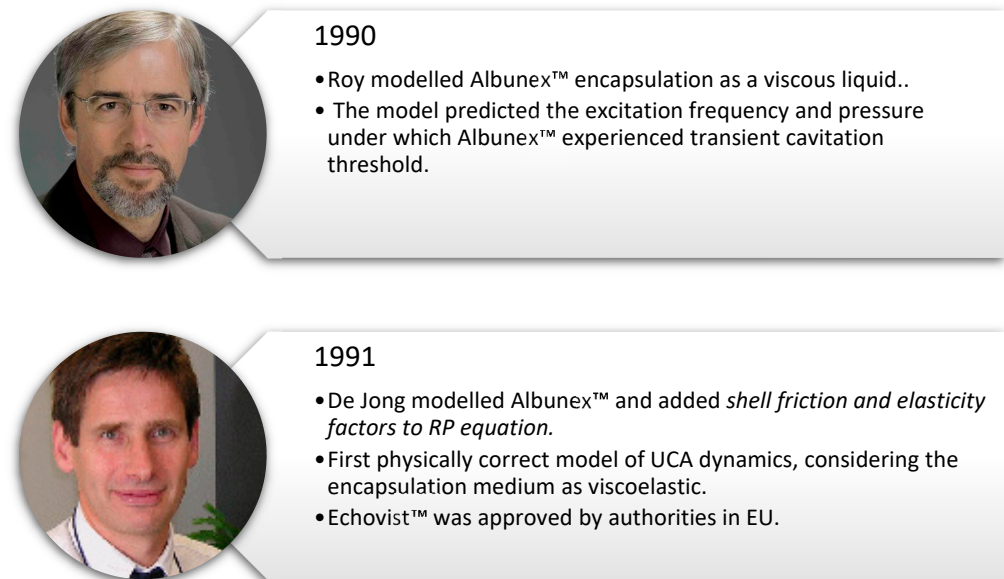 1990
•Roy modelled Albunex™ encapsulation as a viscous liquid..
• The model predicted the excitation frequency and pressure
under which Albunex™ experienced transient cavitation
threshold.
1991
•De Jong modelled Albunex™ and added shell friction and elasticity
factors to RP equation.
•First physically correct model of UCA dynamics, considering the
encapsulation medium as viscoelastic.
•Echovist™ was approved by authorities in EU.